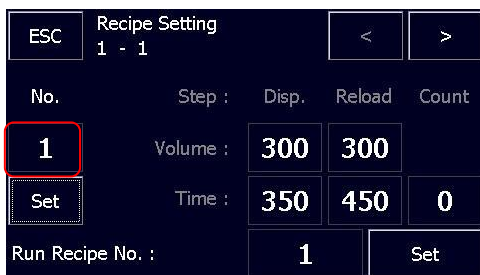 ESC Recipe Setting < >
1 - 1
No. Step : Disp. Reload Count
1 Volume : 300 300
Set Time : 350 450 0
Run Recipe No. : 1 Set